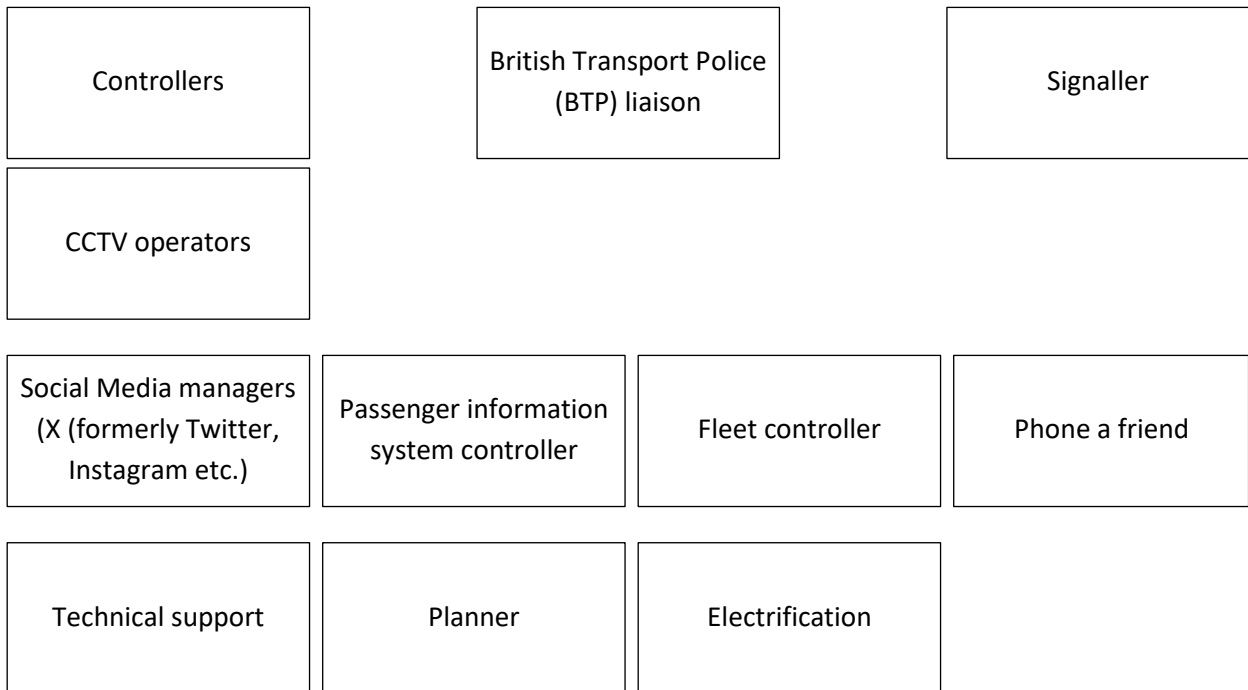 Controllers
British Transport Police
(BTP) liaison
Signaller
CCTV operators
Social Media managers
(X (formerly Twitter,
Instagram etc.)
Passenger information
system controller
Fleet controller
Phone a friend
Technical support
Planner
Electrification